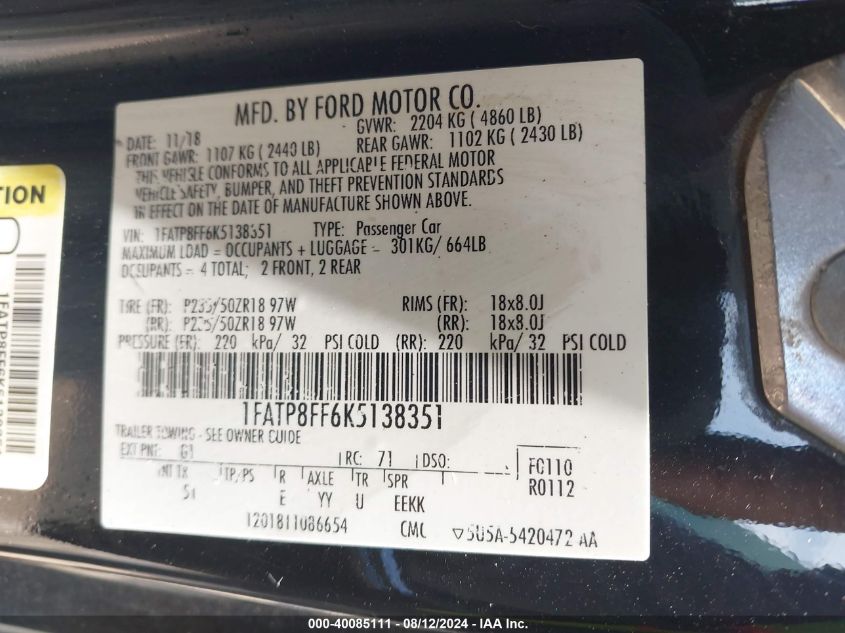 MFD. BY FORD MOTOR CO.
DATE: 11/18 GVWR: 2204 KG ( 4860 LB)
FRONT GAWR: 1107 KG ( 2440 LB) REAR GAWR: 1102 KG ( 2430 LB)
THIS VEHICLE CONFORMS TO ALL APPLICABLE FEDERAL MOTOR
VEHICLE SAFETY, BUMPER, AND THEFT PREVENTION STANDARDS
IN EFFECT ON THE DATE OF MANUFACTURE SHOWN ABOVE.
VIN: 1FATP8FF6K5138351 TYPE: Passenger Car
MAXIMUM LOAD = OCCUPANTS + LUGGAGE = 301KG/ 664LB
OCCUPANTS = 4 TOTAL; 2 FRONT, 2 REAR
TIRE (FR): P235/50ZR18 97W RIMS (FR): 18x8.0J
(RR): P235/50ZR18 97W (RR): 18x8.0J
PRESSURE (FR): 220 kPa/ 32 PSI COLD (RR): 220 kPa/ 32 PSI COLD
1FATP8FF6K5138351
TRAILER TOWING - SEE OWNER GUIDE
EXT PNT: G1 RC: 71 DSO: F0110
INT TR TP/PS R AXLE TR SPR R0112
E YY U EEKK
1201811086654 CMC ▽5U5A-5420472 AA
TION
000-40085111 - 08/12/2024 - IAA Inc.